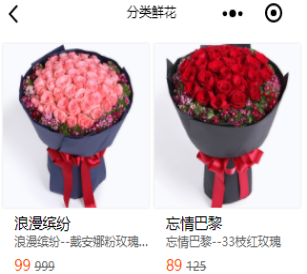 分类鲜花
浪漫缤纷
浪漫缤纷--戴安娜粉玫瑰...
99 999
忘情巴黎
忘情巴黎--33枝红玫瑰
89 125